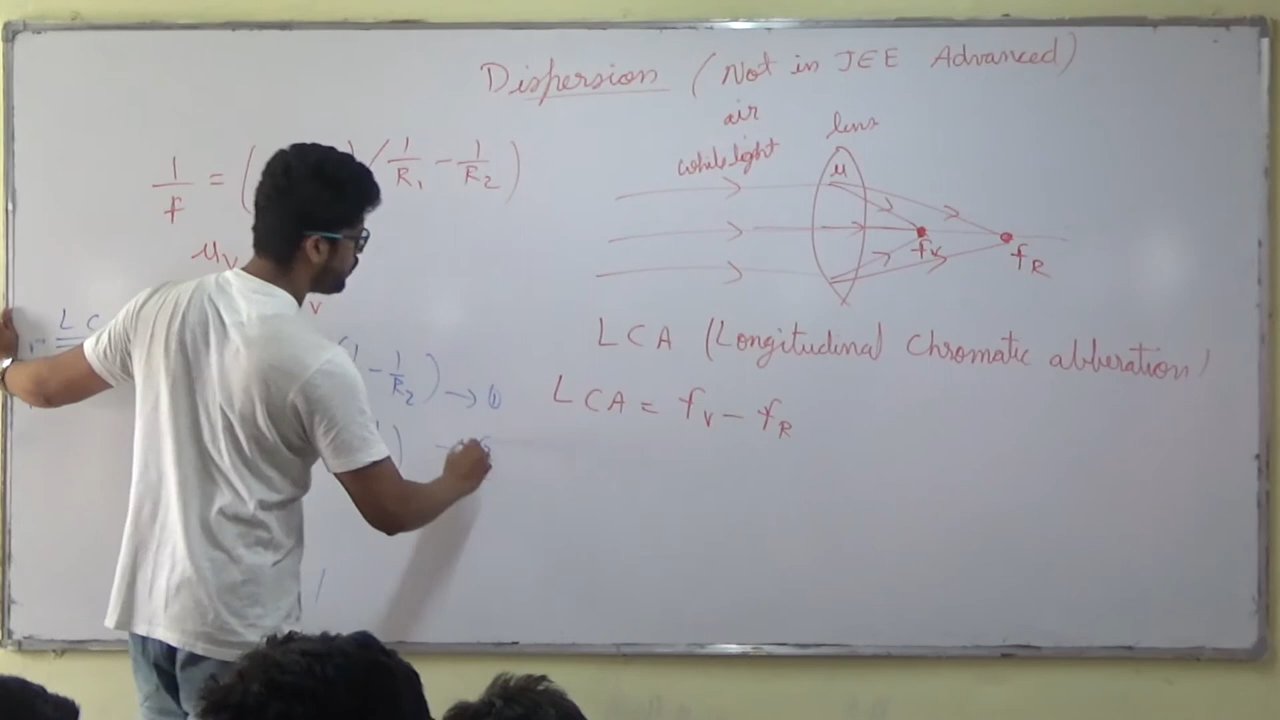 Dispersion (Not in JEE Advanced)
air
lens
white light
μ
f_V
f_R
1/f = ( ) (1/R₁ - 1/R₂)
μ_V
V
L C
- 1/R₂) → ①
LCA (Longitudinal Chromatic abberation)
LCA = f_V - f_R